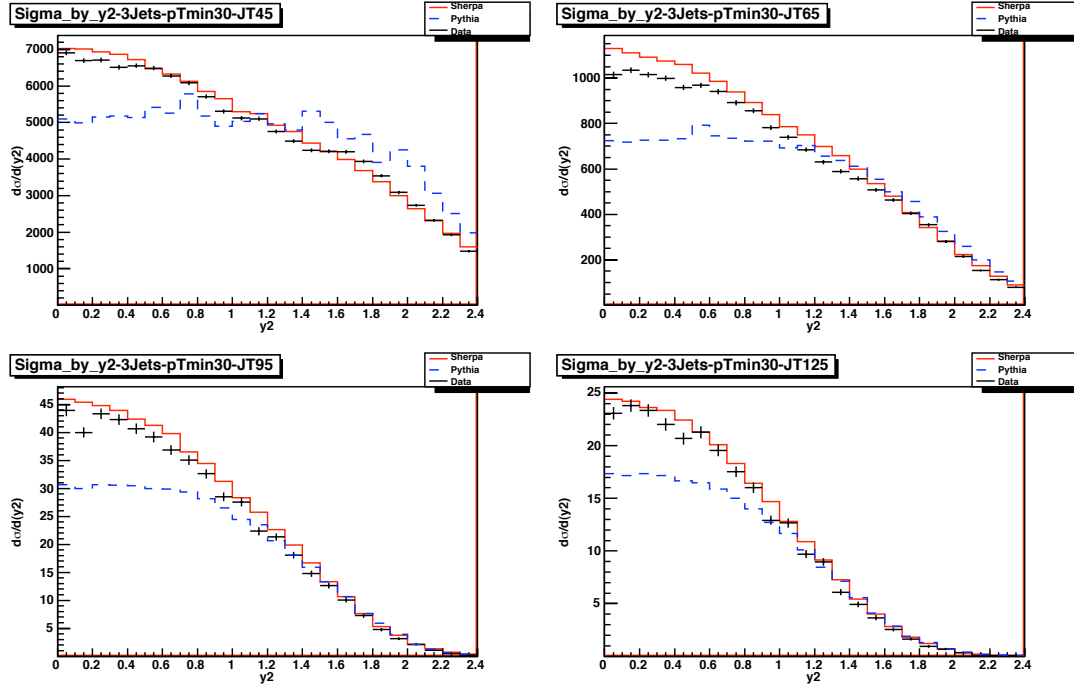 Sigma_by_y2-3Jets-pTmin30-JT45
Sherpa
Pythia
Data
dσ/d(y2)
7000
6000
5000
4000
3000
2000
1000
0 0.2 0.4 0.6 0.8 1 1.2 1.4 1.6 1.8 2 2.2 2.4
y2
Sigma_by_y2-3Jets-pTmin30-JT65
Sherpa
Pythia
Data
dσ/d(y2)
1000
800
600
400
200
0 0.2 0.4 0.6 0.8 1 1.2 1.4 1.6 1.8 2 2.2 2.4
y2
Sigma_by_y2-3Jets-pTmin30-JT95
Sherpa
Pythia
Data
dσ/d(y2)
45
40
35
30
25
20
15
10
5
0 0.2 0.4 0.6 0.8 1 1.2 1.4 1.6 1.8 2 2.2 2.4
y2
Sigma_by_y2-3Jets-pTmin30-JT125
Sherpa
Pythia
Data
dσ/d(y2)
25
20
15
10
5
0 0.2 0.4 0.6 0.8 1 1.2 1.4 1.6 1.8 2 2.2 2.4
y2